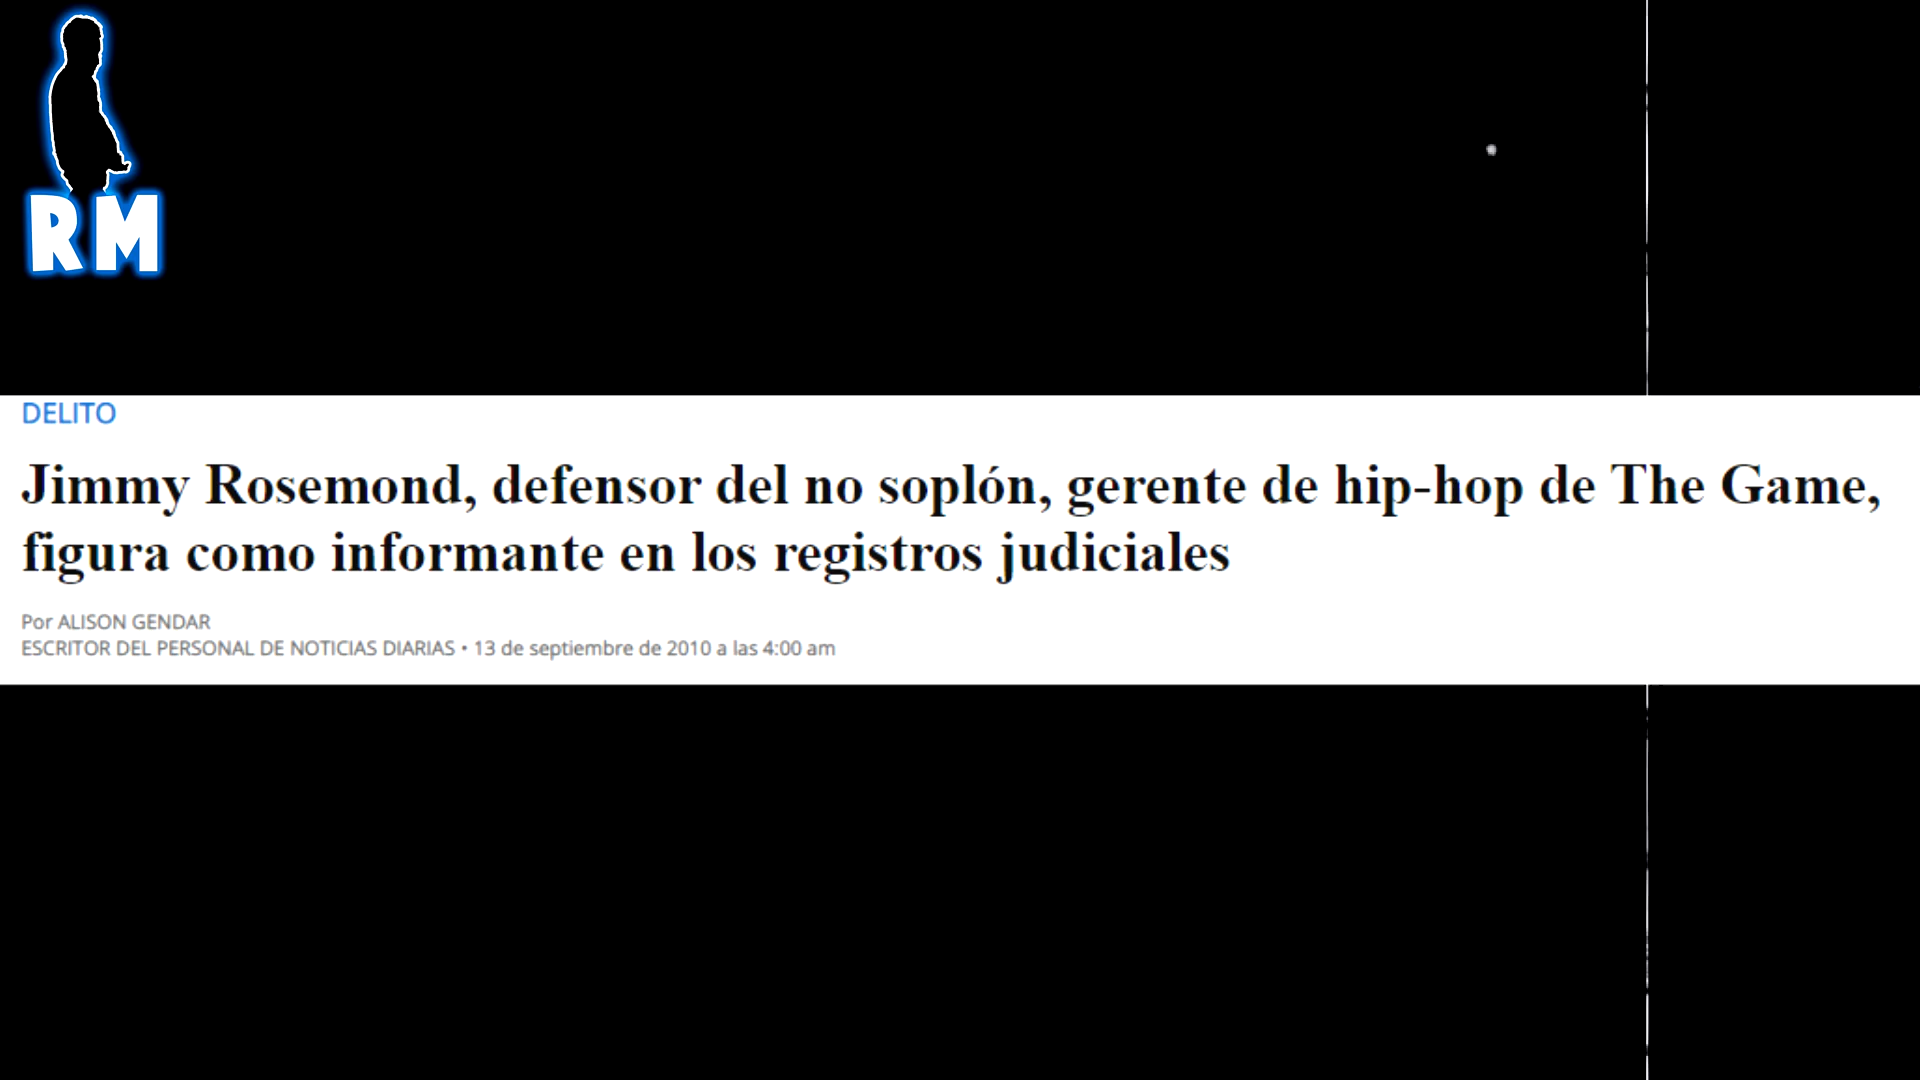 RM
DELITO
Jimmy Rosemond, defensor del no soplón, gerente de hip-hop de The Game,
figura como informante en los registros judiciales
Por ALISON GENDAR
ESCRITOR DEL PERSONAL DE NOTICIAS DIARIAS • 13 de septiembre de 2010 a las 4:00 am